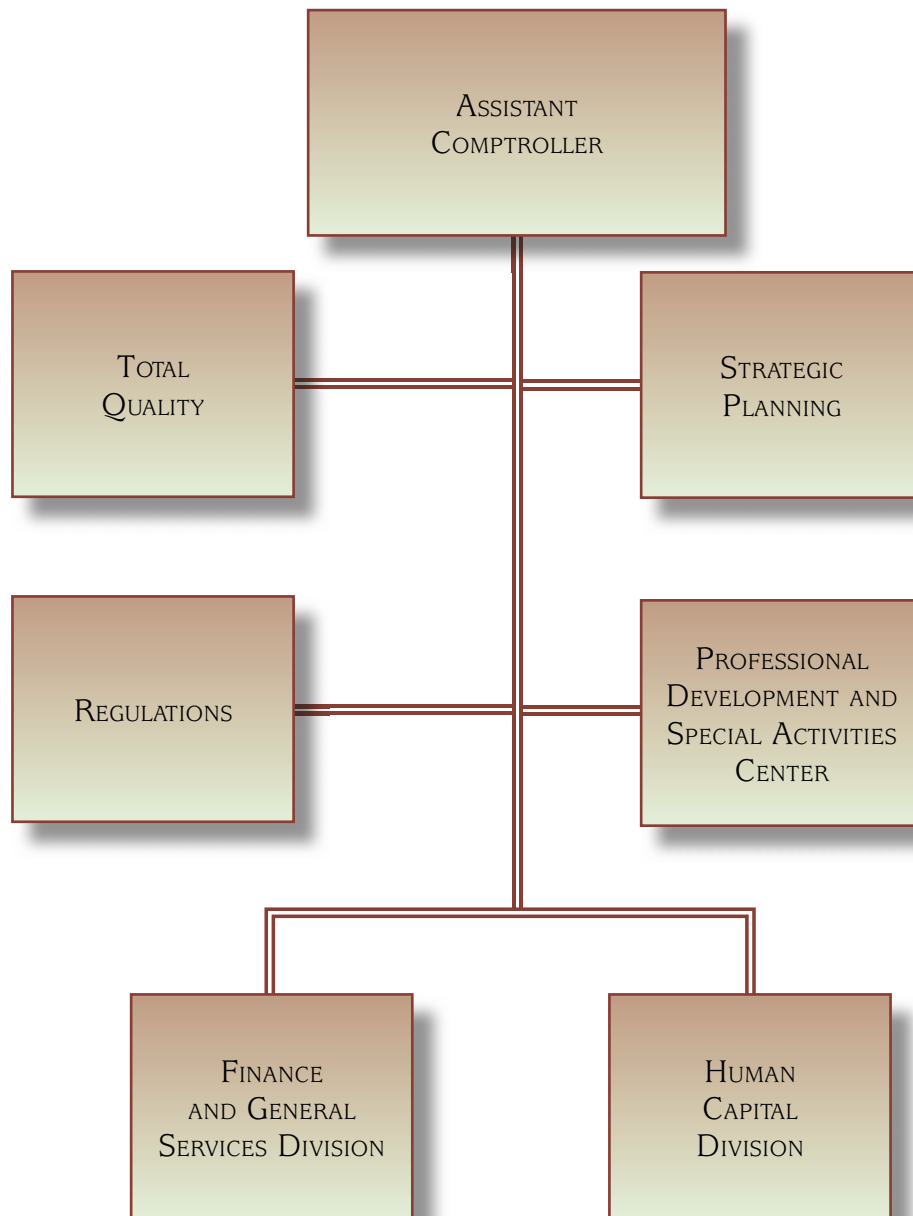 Assistant
Comptroller
Total
Quality
Strategic
Planning
Regulations
Professional
Development and
Special Activities
Center
Finance
and General
Services Division
Human
Capital
Division